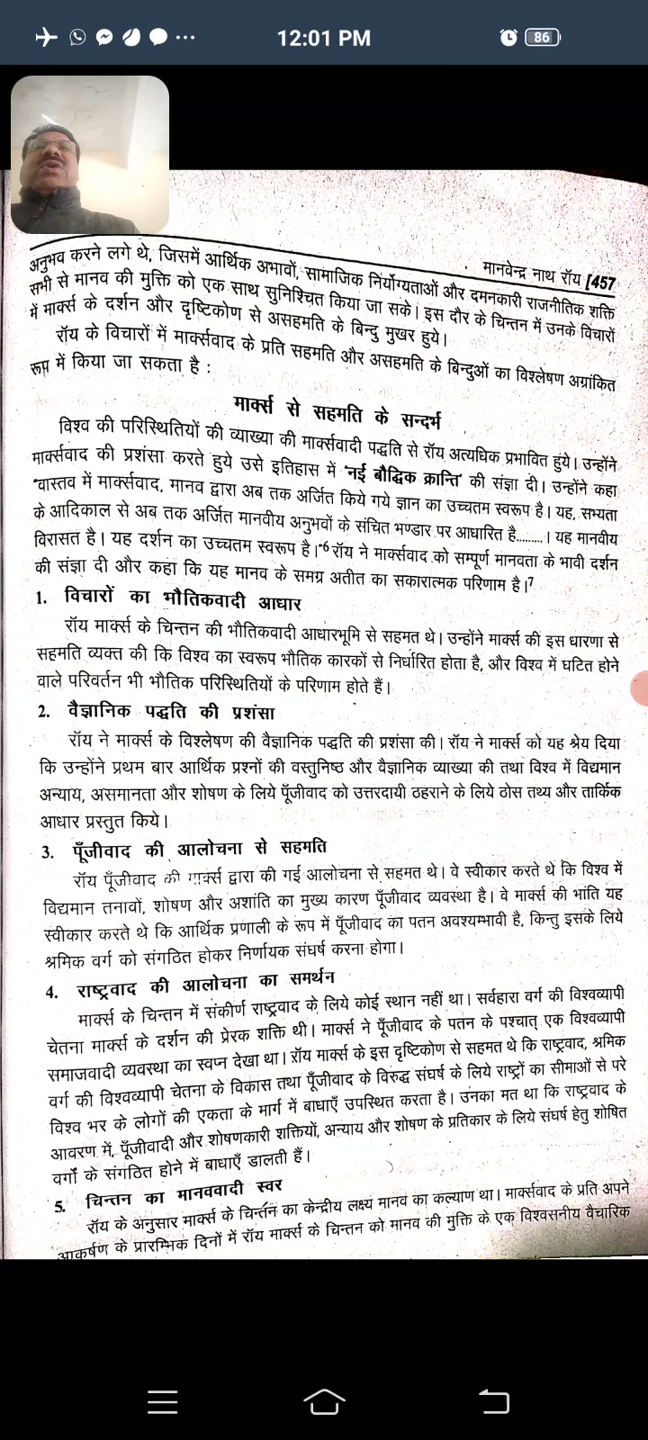 12:01 PM
86
मानवेन्द्र नाथ रॉय [457
अनुभव करने लगे थे, जिसमें आर्थिक अभावों, सामाजिक निर्योग्यताओं और दमनकारी राजनीतिक शक्ति
सभी से मानव की मुक्ति को एक साथ सुनिश्चित किया जा सके। इस दौर के चिन्तन में उनके विचारों
में मार्क्स के दर्शन और दृष्टिकोण से असहमति के बिन्दु मुखर हुये।
रॉय के विचारों में मार्क्सवाद के प्रति सहमति और असहमति के बिन्दुओं का विश्लेषण अग्रांकित
रूप में किया जा सकता है :
मार्क्स से सहमति के सन्दर्भ
विश्व की परिस्थितियों की व्याख्या की मार्क्सवादी पद्धति से रॉय अत्यधिक प्रभावित हुये। उन्होंने
मार्क्सवाद की प्रशंसा करते हुये उसे इतिहास में 'नई बौद्धिक क्रान्ति' की संज्ञा दी। उन्होंने कहा
"वास्तव में मार्क्सवाद, मानव द्वारा अब तक अर्जित किये गये ज्ञान का उच्चतम स्वरूप है। यह, सभ्यता
के आदिकाल से अब तक अर्जित मानवीय अनुभवों के संचित भण्डार पर आधारित है.........। यह मानवीय
विरासत है। यह दर्शन का उच्चतम स्वरूप है।"6 रॉय ने मार्क्सवाद को सम्पूर्ण मानवता के भावी दर्शन
की संज्ञा दी और कहा कि यह मानव के समग्र अतीत का सकारात्मक परिणाम है।7
1. विचारों का भौतिकवादी आधार
रॉय मार्क्स के चिन्तन की भौतिकवादी आधारभूमि से सहमत थे। उन्होंने मार्क्स की इस धारणा से
सहमति व्यक्त की कि विश्व का स्वरूप भौतिक कारकों से निर्धारित होता है, और विश्व में घटित होने
वाले परिवर्तन भी भौतिक परिस्थितियों के परिणाम होते हैं।
2. वैज्ञानिक पद्धति की प्रशंसा
रॉय ने मार्क्स के विश्लेषण की वैज्ञानिक पद्धति की प्रशंसा की। रॉय ने मार्क्स को यह श्रेय दिया
कि उन्होंने प्रथम बार आर्थिक प्रश्नों की वस्तुनिष्ठ और वैज्ञानिक व्याख्या की तथा विश्व में विद्यमान
अन्याय, असमानता और शोषण के लिये पूँजीवाद को उत्तरदायी ठहराने के लिये ठोस तथ्य और तार्किक
आधार प्रस्तुत किये।
3. पूँजीवाद की आलोचना से सहमति
रॉय पूँजीवाद की मार्क्स द्वारा की गई आलोचना से सहमत थे। वे स्वीकार करते थे कि विश्व में
विद्यमान तनावों, शोषण और अशांति का मुख्य कारण पूँजीवाद व्यवस्था है। वे मार्क्स की भांति यह
स्वीकार करते थे कि आर्थिक प्रणाली के रूप में पूँजीवाद का पतन अवश्यम्भावी है, किन्तु इसके लिये
श्रमिक वर्ग को संगठित होकर निर्णायक संघर्ष करना होगा।
4. राष्ट्रवाद की आलोचना का समर्थन
मार्क्स के चिन्तन में संकीर्ण राष्ट्रवाद के लिये कोई स्थान नहीं था। सर्वहारा वर्ग की विश्वव्यापी
चेतना मार्क्स के दर्शन की प्रेरक शक्ति थी। मार्क्स ने पूँजीवाद के पतन के पश्चात् एक विश्वव्यापी
समाजवादी व्यवस्था का स्वप्न देखा था। रॉय मार्क्स के इस दृष्टिकोण से सहमत थे कि राष्ट्रवाद, श्रमिक
वर्ग की विश्वव्यापी चेतना के विकास तथा पूँजीवाद के विरुद्ध संघर्ष के लिये राष्ट्रों का सीमाओं से परे
विश्व भर के लोगों की एकता के मार्ग में बाधाएँ उपस्थित करता है। उनका मत था कि राष्ट्रवाद के
आवरण में, पूँजीवादी और शोषणकारी शक्तियों, अन्याय और शोषण के प्रतिकार के लिये संघर्ष हेतु शोषित
वर्गों के संगठित होने में बाधाएँ डालती हैं।
5. चिन्तन का मानववादी स्वर
रॉय के अनुसार मार्क्स के चिन्तन का केन्द्रीय लक्ष्य मानव का कल्याण था। मार्क्सवाद के प्रति अपने
आकर्षण के प्रारम्भिक दिनों में रॉय मार्क्स के चिन्तन को मानव की मुक्ति के एक विश्वसनीय वैचारिक